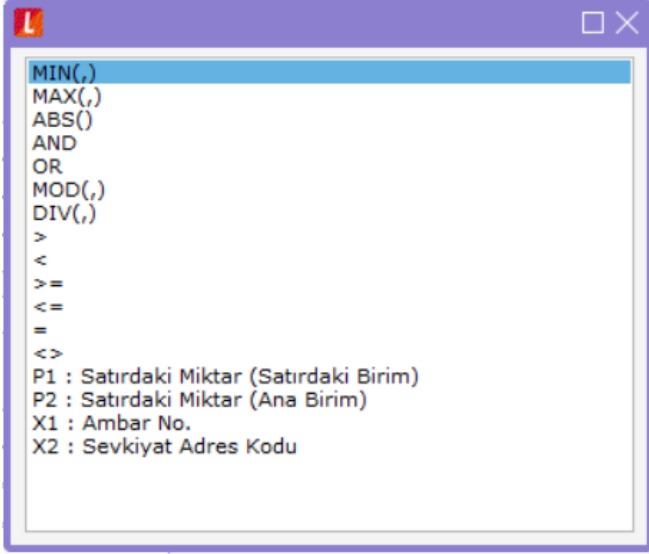 L
MIN(,)
MAX(,)
ABS()
AND
OR
MOD(,)
DIV(,)
>
<
>=
<=
=
<>
P1 : Satırdaki Miktar (Satırdaki Birim)
P2 : Satırdaki Miktar (Ana Birim)
X1 : Ambar No.
X2 : Sevkiyat Adres Kodu